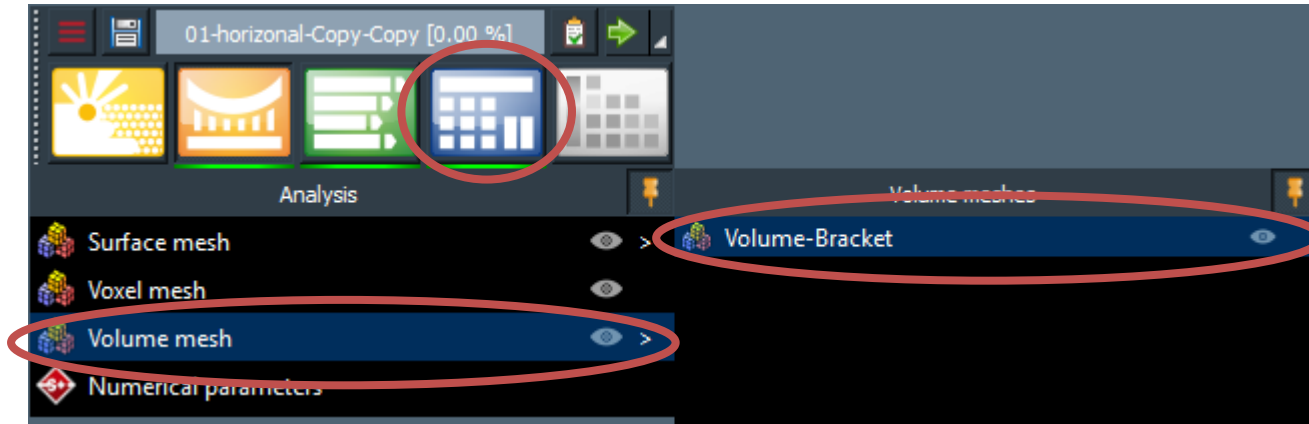 01-horizonal-Copy-Copy [0.00 %]
Analysis
Volume meshes
Surface mesh >
Volume-Bracket
Voxel mesh
Volume mesh >
Numerical parameters